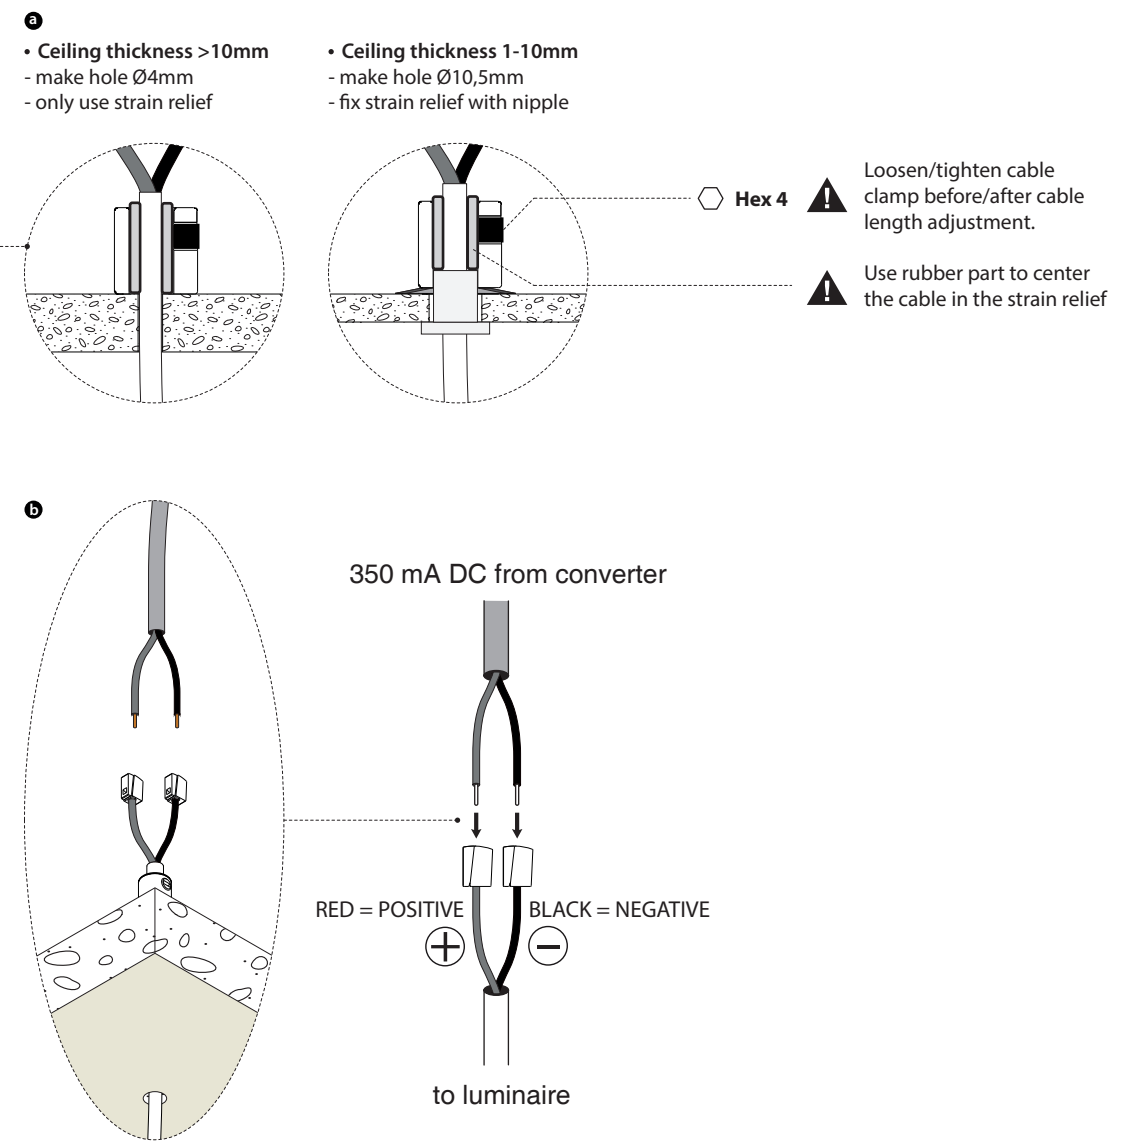 a
• Ceiling thickness >10mm
- make hole Ø4mm
- only use strain relief
• Ceiling thickness 1-10mm
- make hole Ø10,5mm
- fix strain relief with nipple
Hex 4
!
Loosen/tighten cable
clamp before/after cable
length adjustment.
!
Use rubber part to center
the cable in the strain relief
b
350 mA DC from converter
RED = POSITIVE
BLACK = NEGATIVE
+
–
to luminaire